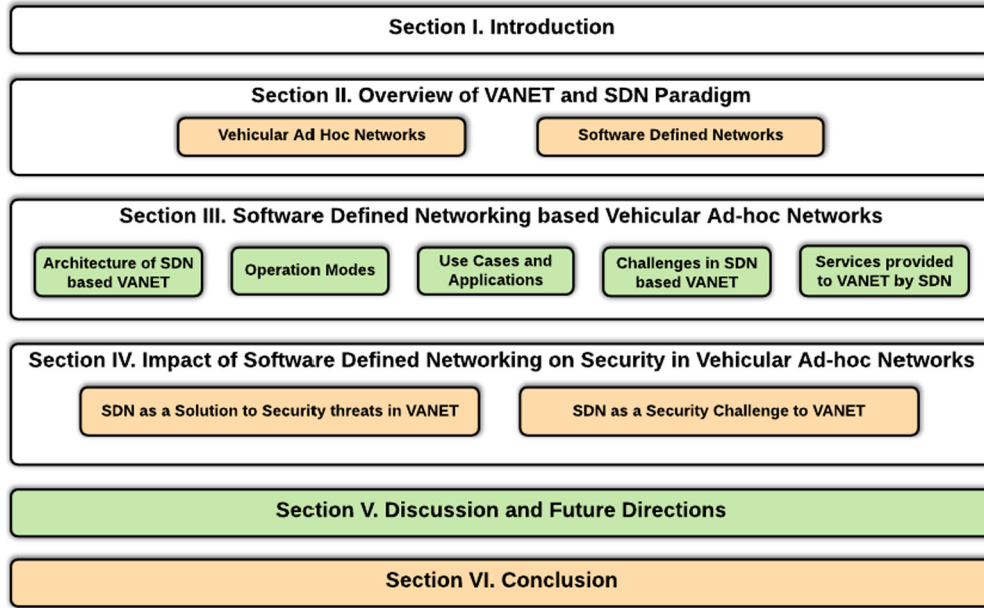 Section I. Introduction
Section II. Overview of VANET and SDN Paradigm
Vehicular Ad Hoc Networks
Software Defined Networks
Section III. Software Defined Networking based Vehicular Ad-hoc Networks
Architecture of SDN
based VANET
Operation Modes
Use Cases and
Applications
Challenges in SDN
based VANET
Services provided
to VANET by SDN
Section IV. Impact of Software Defined Networking on Security in Vehicular Ad-hoc Networks
SDN as a Solution to Security threats in VANET
SDN as a Security Challenge to VANET
Section V. Discussion and Future Directions
Section VI. Conclusion